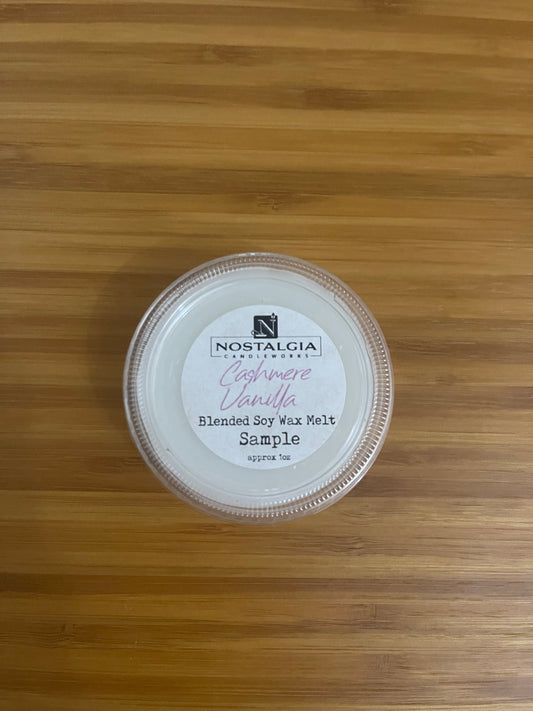 N
NOSTALGIA
CANDLEWORKS
Cashmere
Vanilla
Blended Soy Wax Melt
Sample
approx 1oz